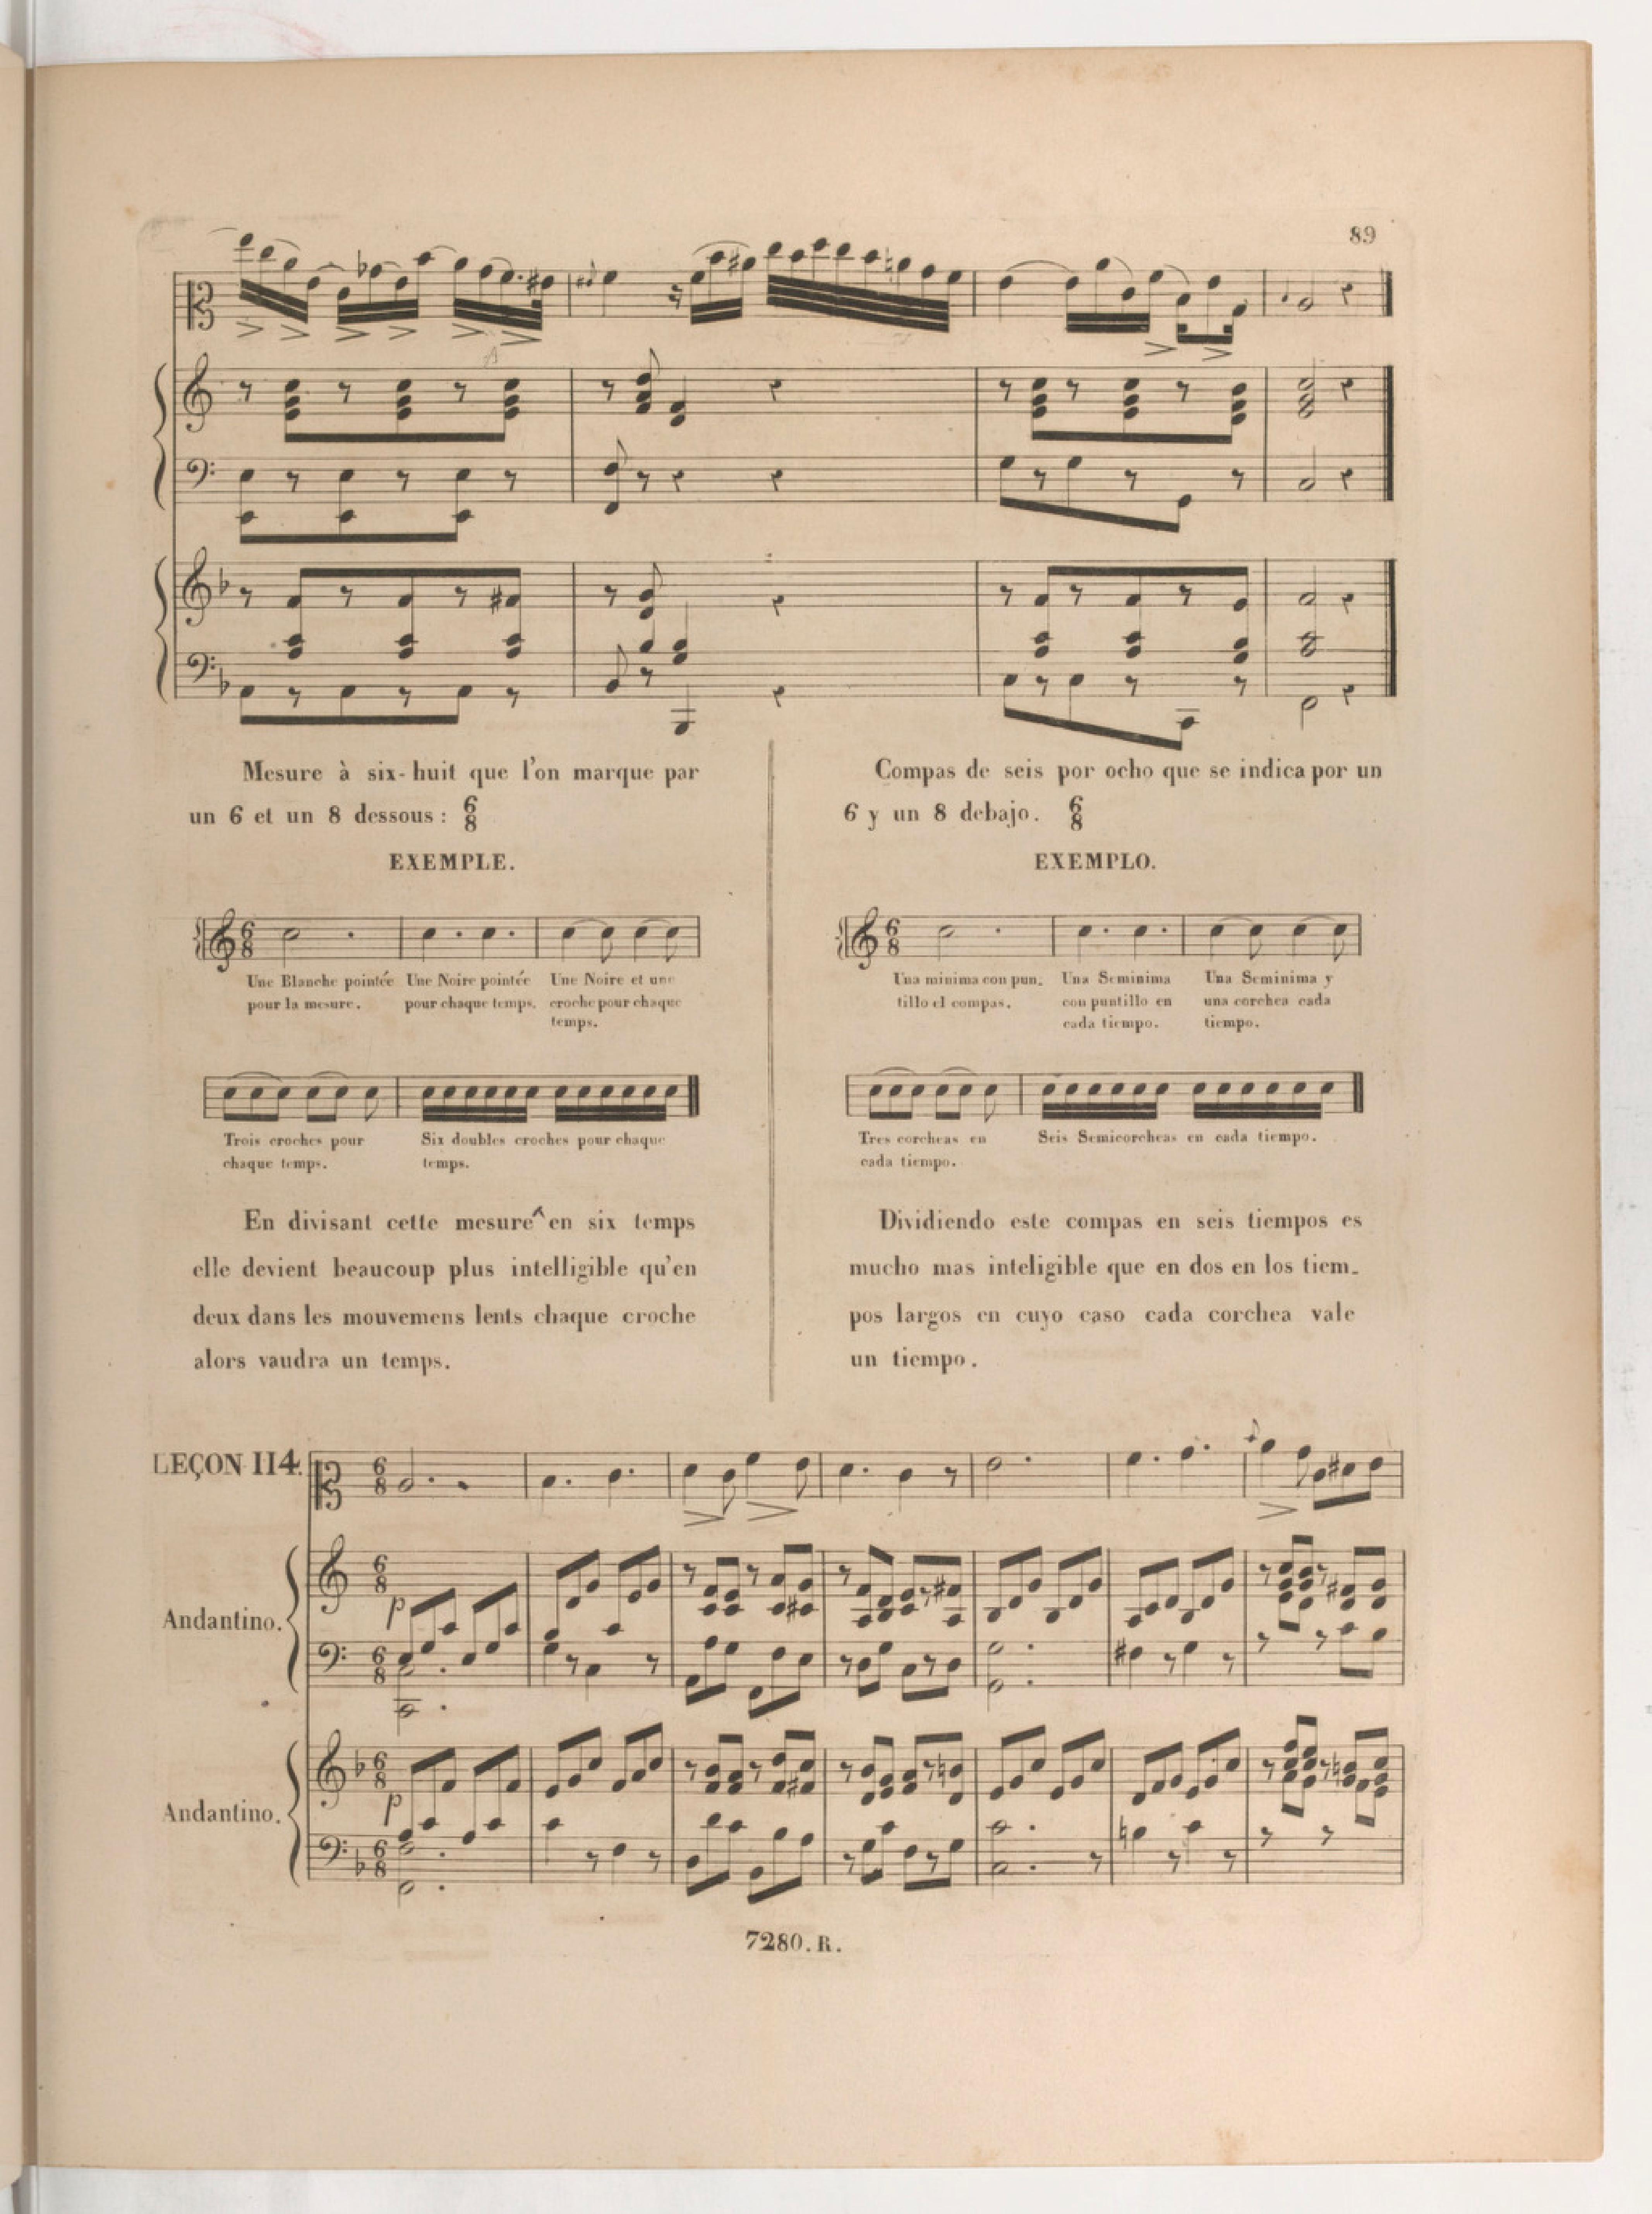 89
Mesure à six-huit que l'on marque par
un 6 et un 8 dessous : 6/8
EXEMPLE.
Une Blanche pointée
pour la mesure.
Une Noire pointée
pour chaque temps.
Une Noire et une
croche pour chaque
temps.
Trois croches pour
chaque temps.
Six doubles croches pour chaque
temps.
En divisant cette mesure^en six temps
elle devient beaucoup plus intelligible qu'en
deux dans les mouvemens lents chaque croche
alors vaudra un temps.
Compas de seis por ocho que se indica por un
6 y un 8 debajo. 6/8
EXEMPLO.
Una minima con pun-
tillo el compas.
Una Seminima
con puntillo en
cada tiempo.
Una Seminima y
una corchea cada
tiempo.
Tres corcheas en
cada tiempo.
Seis Semicorcheas en cada tiempo.
Dividiendo este compas en seis tiempos es
mucho mas inteligible que en dos en los tiem-
pos largos en cuyo caso cada corchea vale
un tiempo.
LEÇON 114.
Andantino.
p
Andantino.
p
7280. R.